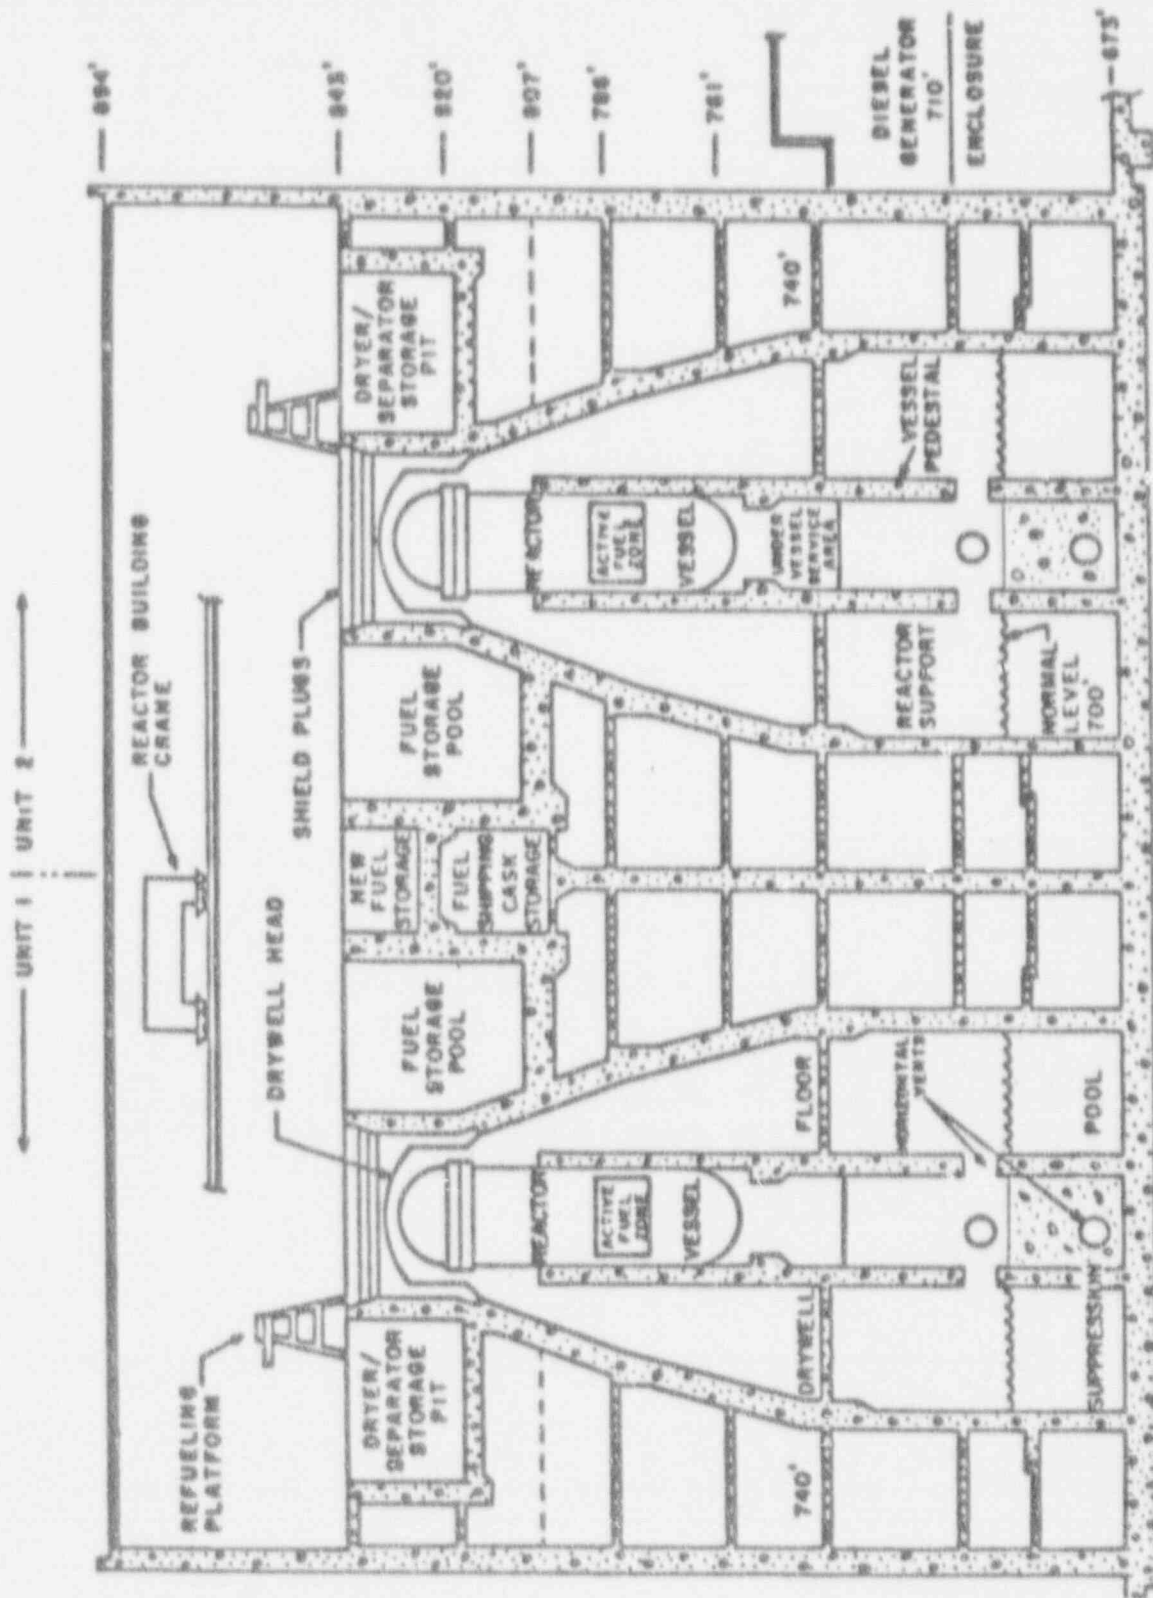 UNIT 1 | UNIT 2
REACTOR BUILDING
CRANE
REFUELING
PLATFORM
DRYWELL HEAD
SHIELD PLUGS
894'
843'
820'
807'
786'
761'
DRYER/
SEPARATOR
STORAGE
PIT
FUEL
STORAGE
POOL
NEW
FUEL
STORAGE
FUEL
SHIPPING
CASK
STORAGE
FUEL
STORAGE
POOL
DRYER/
SEPARATOR
STORAGE
PIT
REACTOR
ACTIVE
FUEL
ZONE
VESSEL
REACTOR
ACTIVE
FUEL
ZONE
VESSEL
UNDER
VESSEL
SERVICE
AREA
740'
DRYWELL
FLOOR
740'
HORIZONTAL
VENTS
REACTOR
SUPPORT
VESSEL
PEDESTAL
DIESEL
GENERATOR
710'
ENCLOSURE
NORMAL
LEVEL
700'
SUPPRESSION
POOL
673'